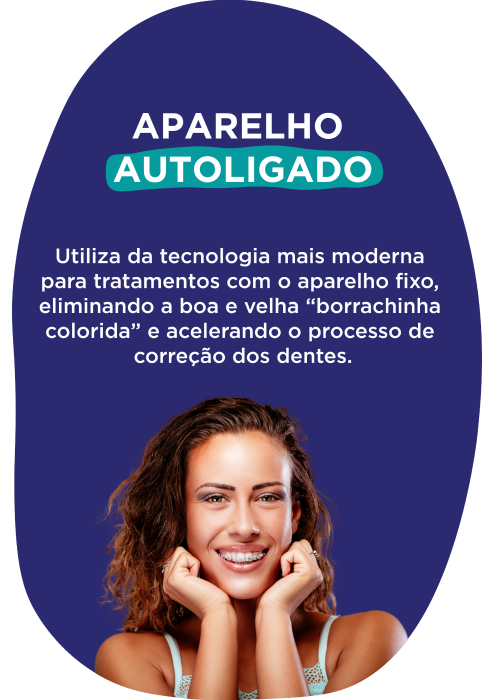 APARELHO
AUTOLIGADO
Utiliza da tecnologia mais moderna
para tratamentos com o aparelho fixo,
eliminando a boa e velha “borrachinha
colorida” e acelerando o processo de
correção dos dentes.